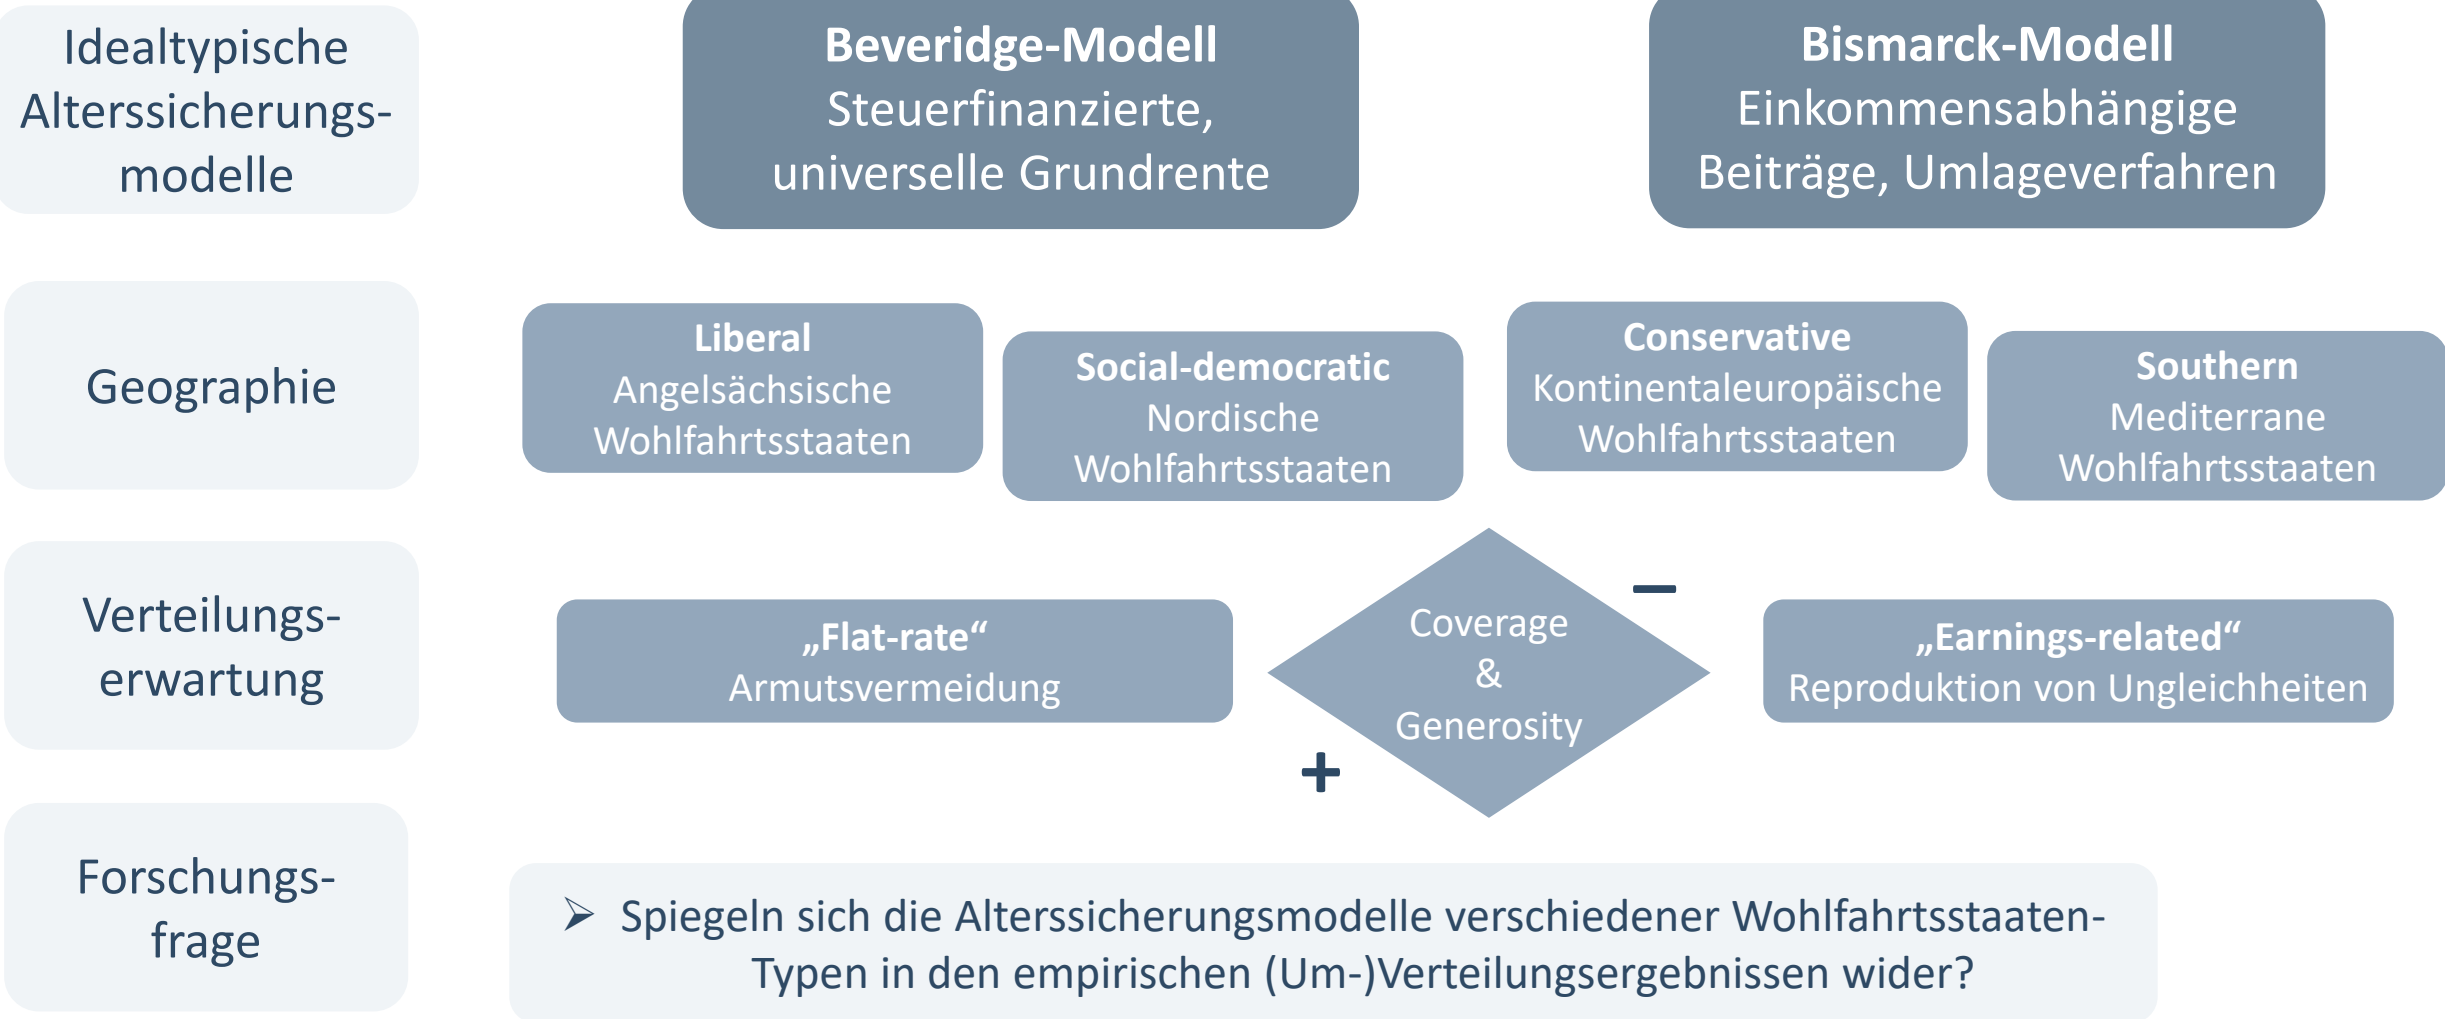 Idealtypische
Alterssicherungs-
modelle
Beveridge-Modell
Steuerfinanzierte,
universelle Grundrente
Bismarck-Modell
Einkommensabhängige
Beiträge, Umlageverfahren
Geographie
Liberal
Angelsächsische
Wohlfahrtsstaaten
Social-democratic
Nordische
Wohlfahrtsstaaten
Conservative
Kontinentaleuropäische
Wohlfahrtsstaaten
Southern
Mediterrane
Wohlfahrtsstaaten
Verteilungs-
erwartung
„Flat-rate“
Armutsvermeidung
Coverage
&
Generosity
–
+
„Earnings-related“
Reproduktion von Ungleichheiten
Forschungs-
frage
➢ Spiegeln sich die Alterssicherungsmodelle verschiedener Wohlfahrtsstaaten-
Typen in den empirischen (Um-)Verteilungsergebnissen wider?